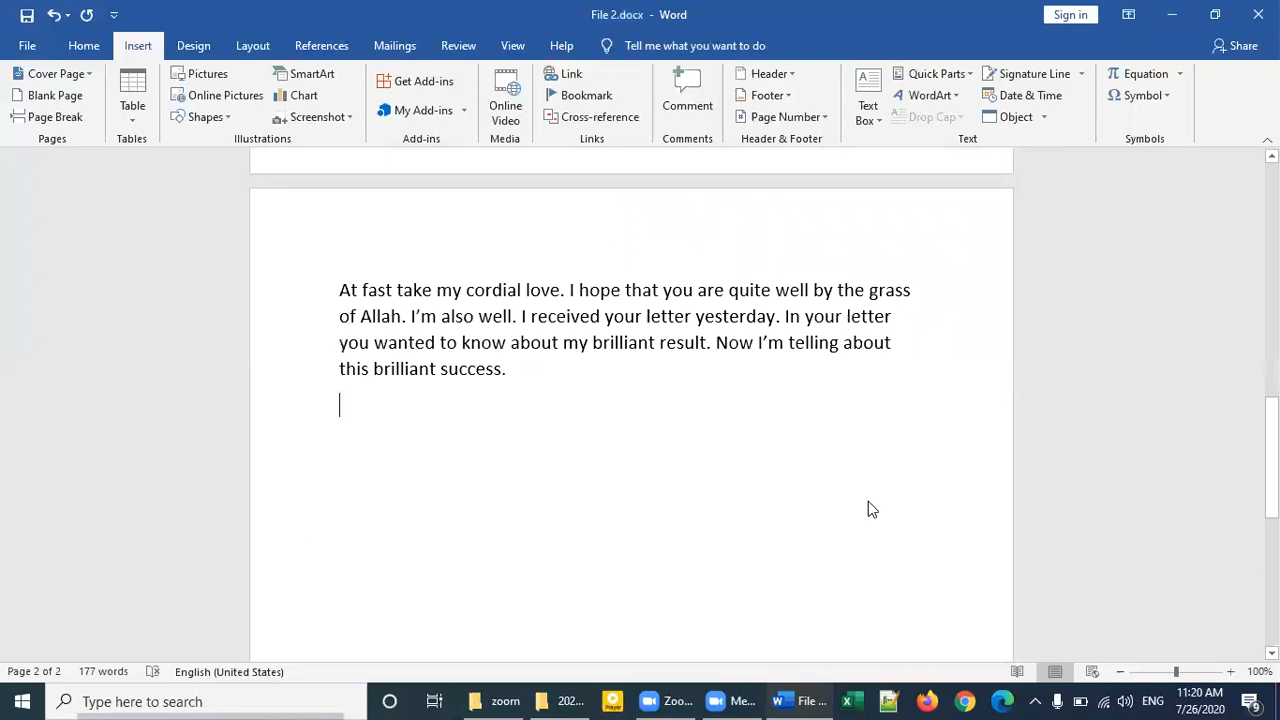 File 2.docx - Word
Sign in
File Home Insert Design Layout References Mailings Review View Help Tell me what you want to do Share
Cover Page
Blank Page
Page Break
Pages
Table
Tables
Pictures
Online Pictures
Shapes
SmartArt
Chart
Screenshot
Illustrations
Get Add-ins
My Add-ins
Add-ins
Online
Video
Media
Link
Bookmark
Cross-reference
Links
Comment
Comments
Header
Footer
Page Number
Header & Footer
Text
Box
Quick Parts
WordArt
Drop Cap
Signature Line
Date & Time
Object
Text
Equation
Symbol
Symbols
At fast take my cordial love. I hope that you are quite well by the grass
of Allah. I’m also well. I received your letter yesterday. In your letter
you wanted to know about my brilliant result. Now I’m telling about
this brilliant success.
Page 2 of 2 177 words English (United States) 100%
Type here to search
zoom
202...
Player
Zoo...
Me...
File ...
ENG
11:20 AM
7/26/2020
9